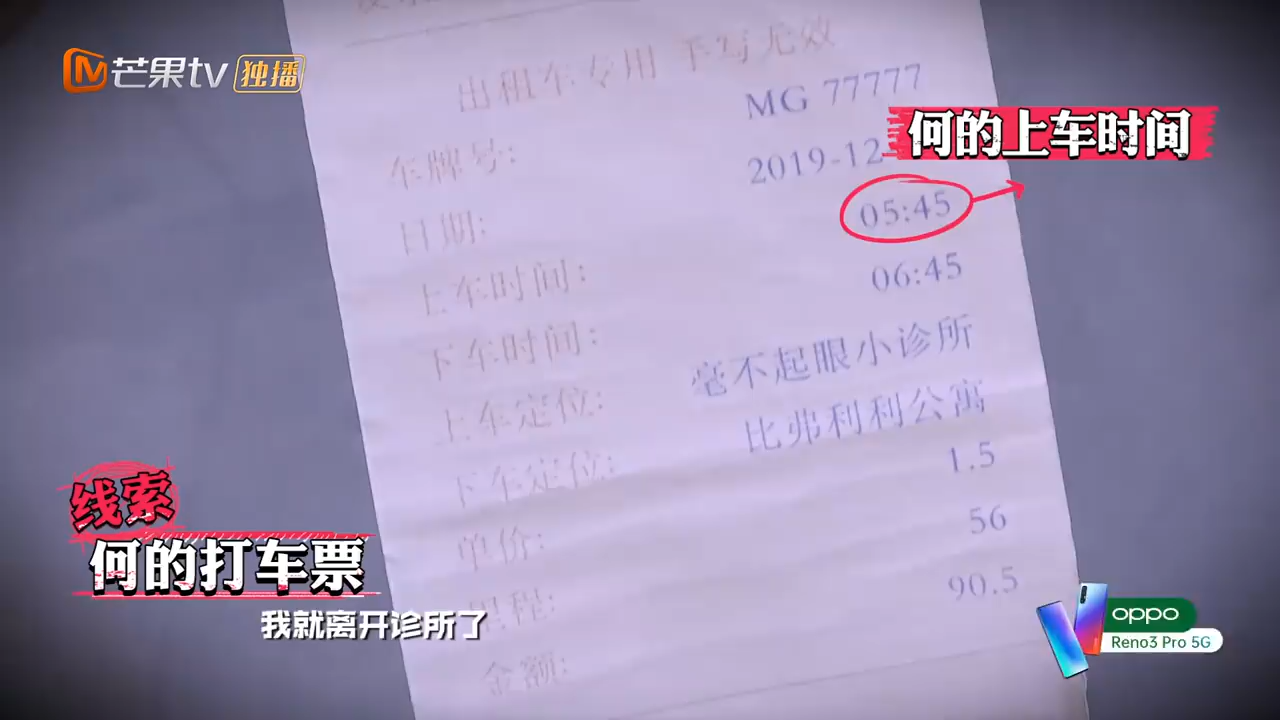 芒果tv 独播
出租车专用 手写无效
车牌号: MG 77777
日期: 2019-12-
上车时间: 05:45
下车时间: 06:45
上车定位: 毫不起眼小诊所
下车定位: 比弗利利公寓
单价: 1.5
里程: 56
金额: 90.5
何的上车时间
线索
何的打车票
我就离开诊所了
oppo
Reno3 Pro 5G